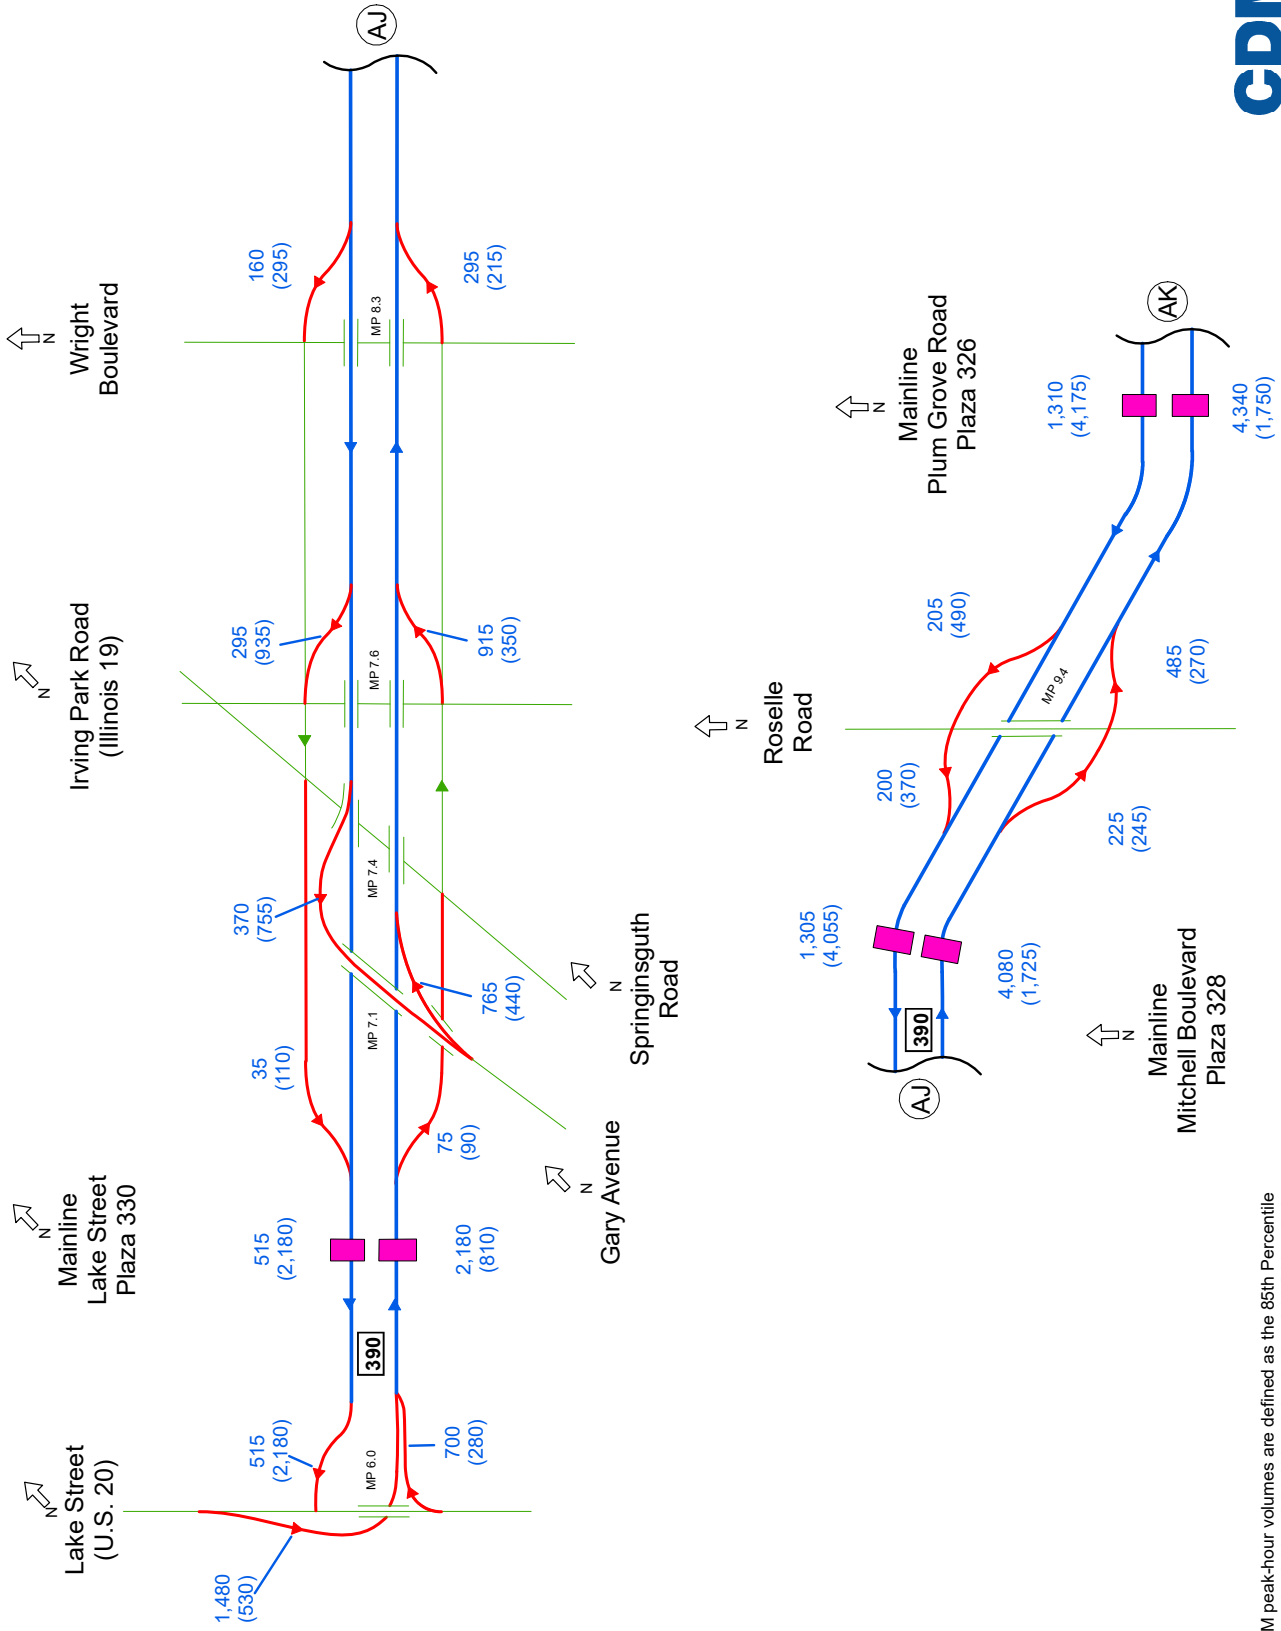 AJ
N
Wright
Boulevard
160
(295)
MP 8.3
295
(215)
N
Irving Park Road
(Illinois 19)
295
(935)
MP 7.6
915
(350)
370
(755)
MP 7.4
765
(440)
N
Springinsguth
Road
MP 7.1
35
(110)
75
(90)
N
Gary Avenue
N
Mainline
Lake Street
Plaza 330
515
(2,180)
2,180
(810)
390
N
Lake Street
(U.S. 20)
515
(2,180)
MP 6.0
700
(280)
1,480
(530)
N
Mainline
Plum Grove Road
Plaza 326
1,310
(4,175)
4,340
(1,750)
AK
N
Roselle
Road
205
(490)
MP 9.4
485
(270)
200
(370)
225
(245)
1,305
(4,055)
4,080
(1,725)
390
AJ
N
Mainline
Mitchell Boulevard
Plaza 328
M peak-hour volumes are defined as the 85th Percentile